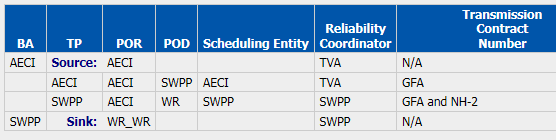 BA TP POR POD Scheduling Entity Reliability Coordinator Transmission Contract Number
AECI Source: AECI TVA N/A
AECI AECI SWPP AECI TVA GFA
SWPP AECI WR SWPP SWPP GFA and NH-2
SWPP Sink: WR_WR SWPP N/A